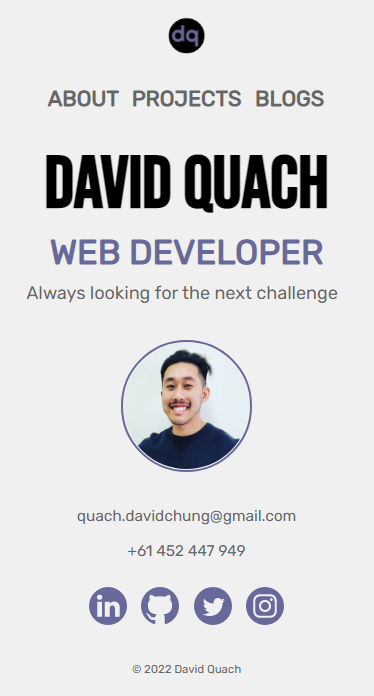 dq
ABOUT PROJECTS BLOGS
DAVID QUACH
WEB DEVELOPER
Always looking for the next challenge
quach.davidchung@gmail.com
+61 452 447 949
in
© 2022 David Quach